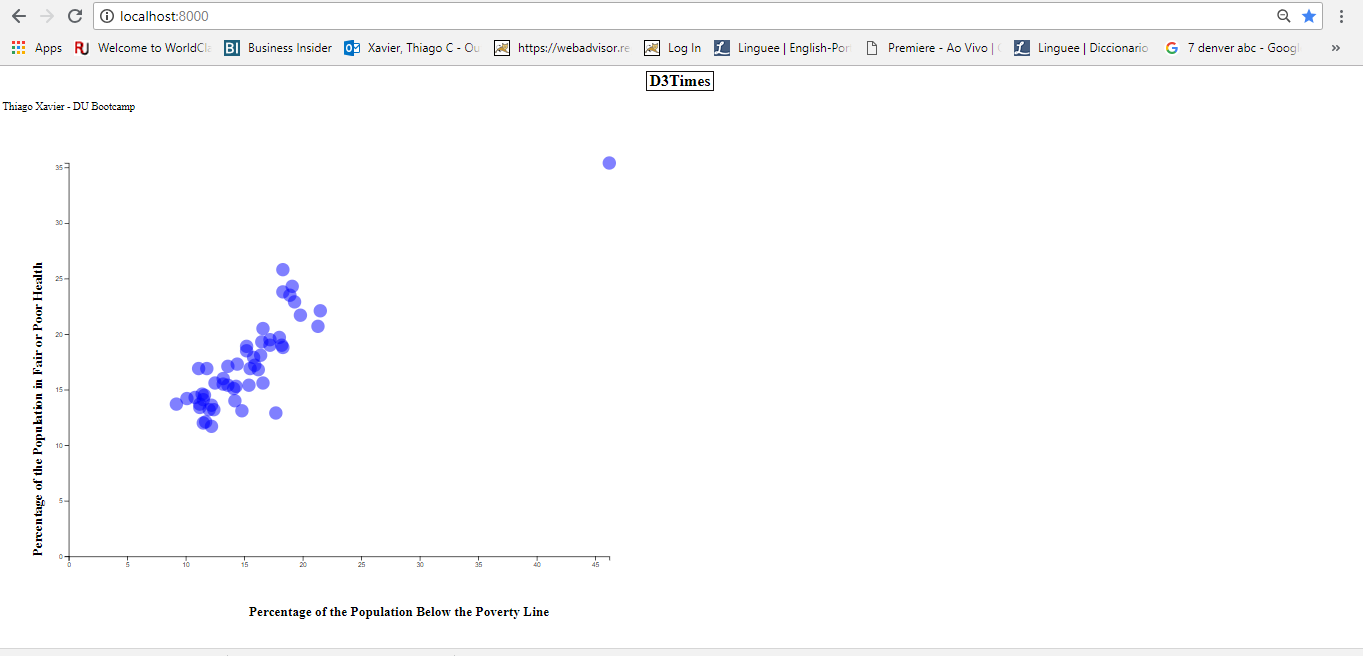 localhost:8000
Apps RJ Welcome to WorldCla BI Business Insider Xavier, Thiago C - Ou https://webadvisor.re Log In Linguee | English-Por Premiere - Ao Vivo | Linguee | Diccionario G 7 denver abc - Googl »
D3Times
Thiago Xavier - DU Bootcamp
35
30
25
20
15
10
5
0
Percentage of the Population in Fair or Poor Health
0 5 10 15 20 25 30 35 40 45
Percentage of the Population Below the Poverty Line